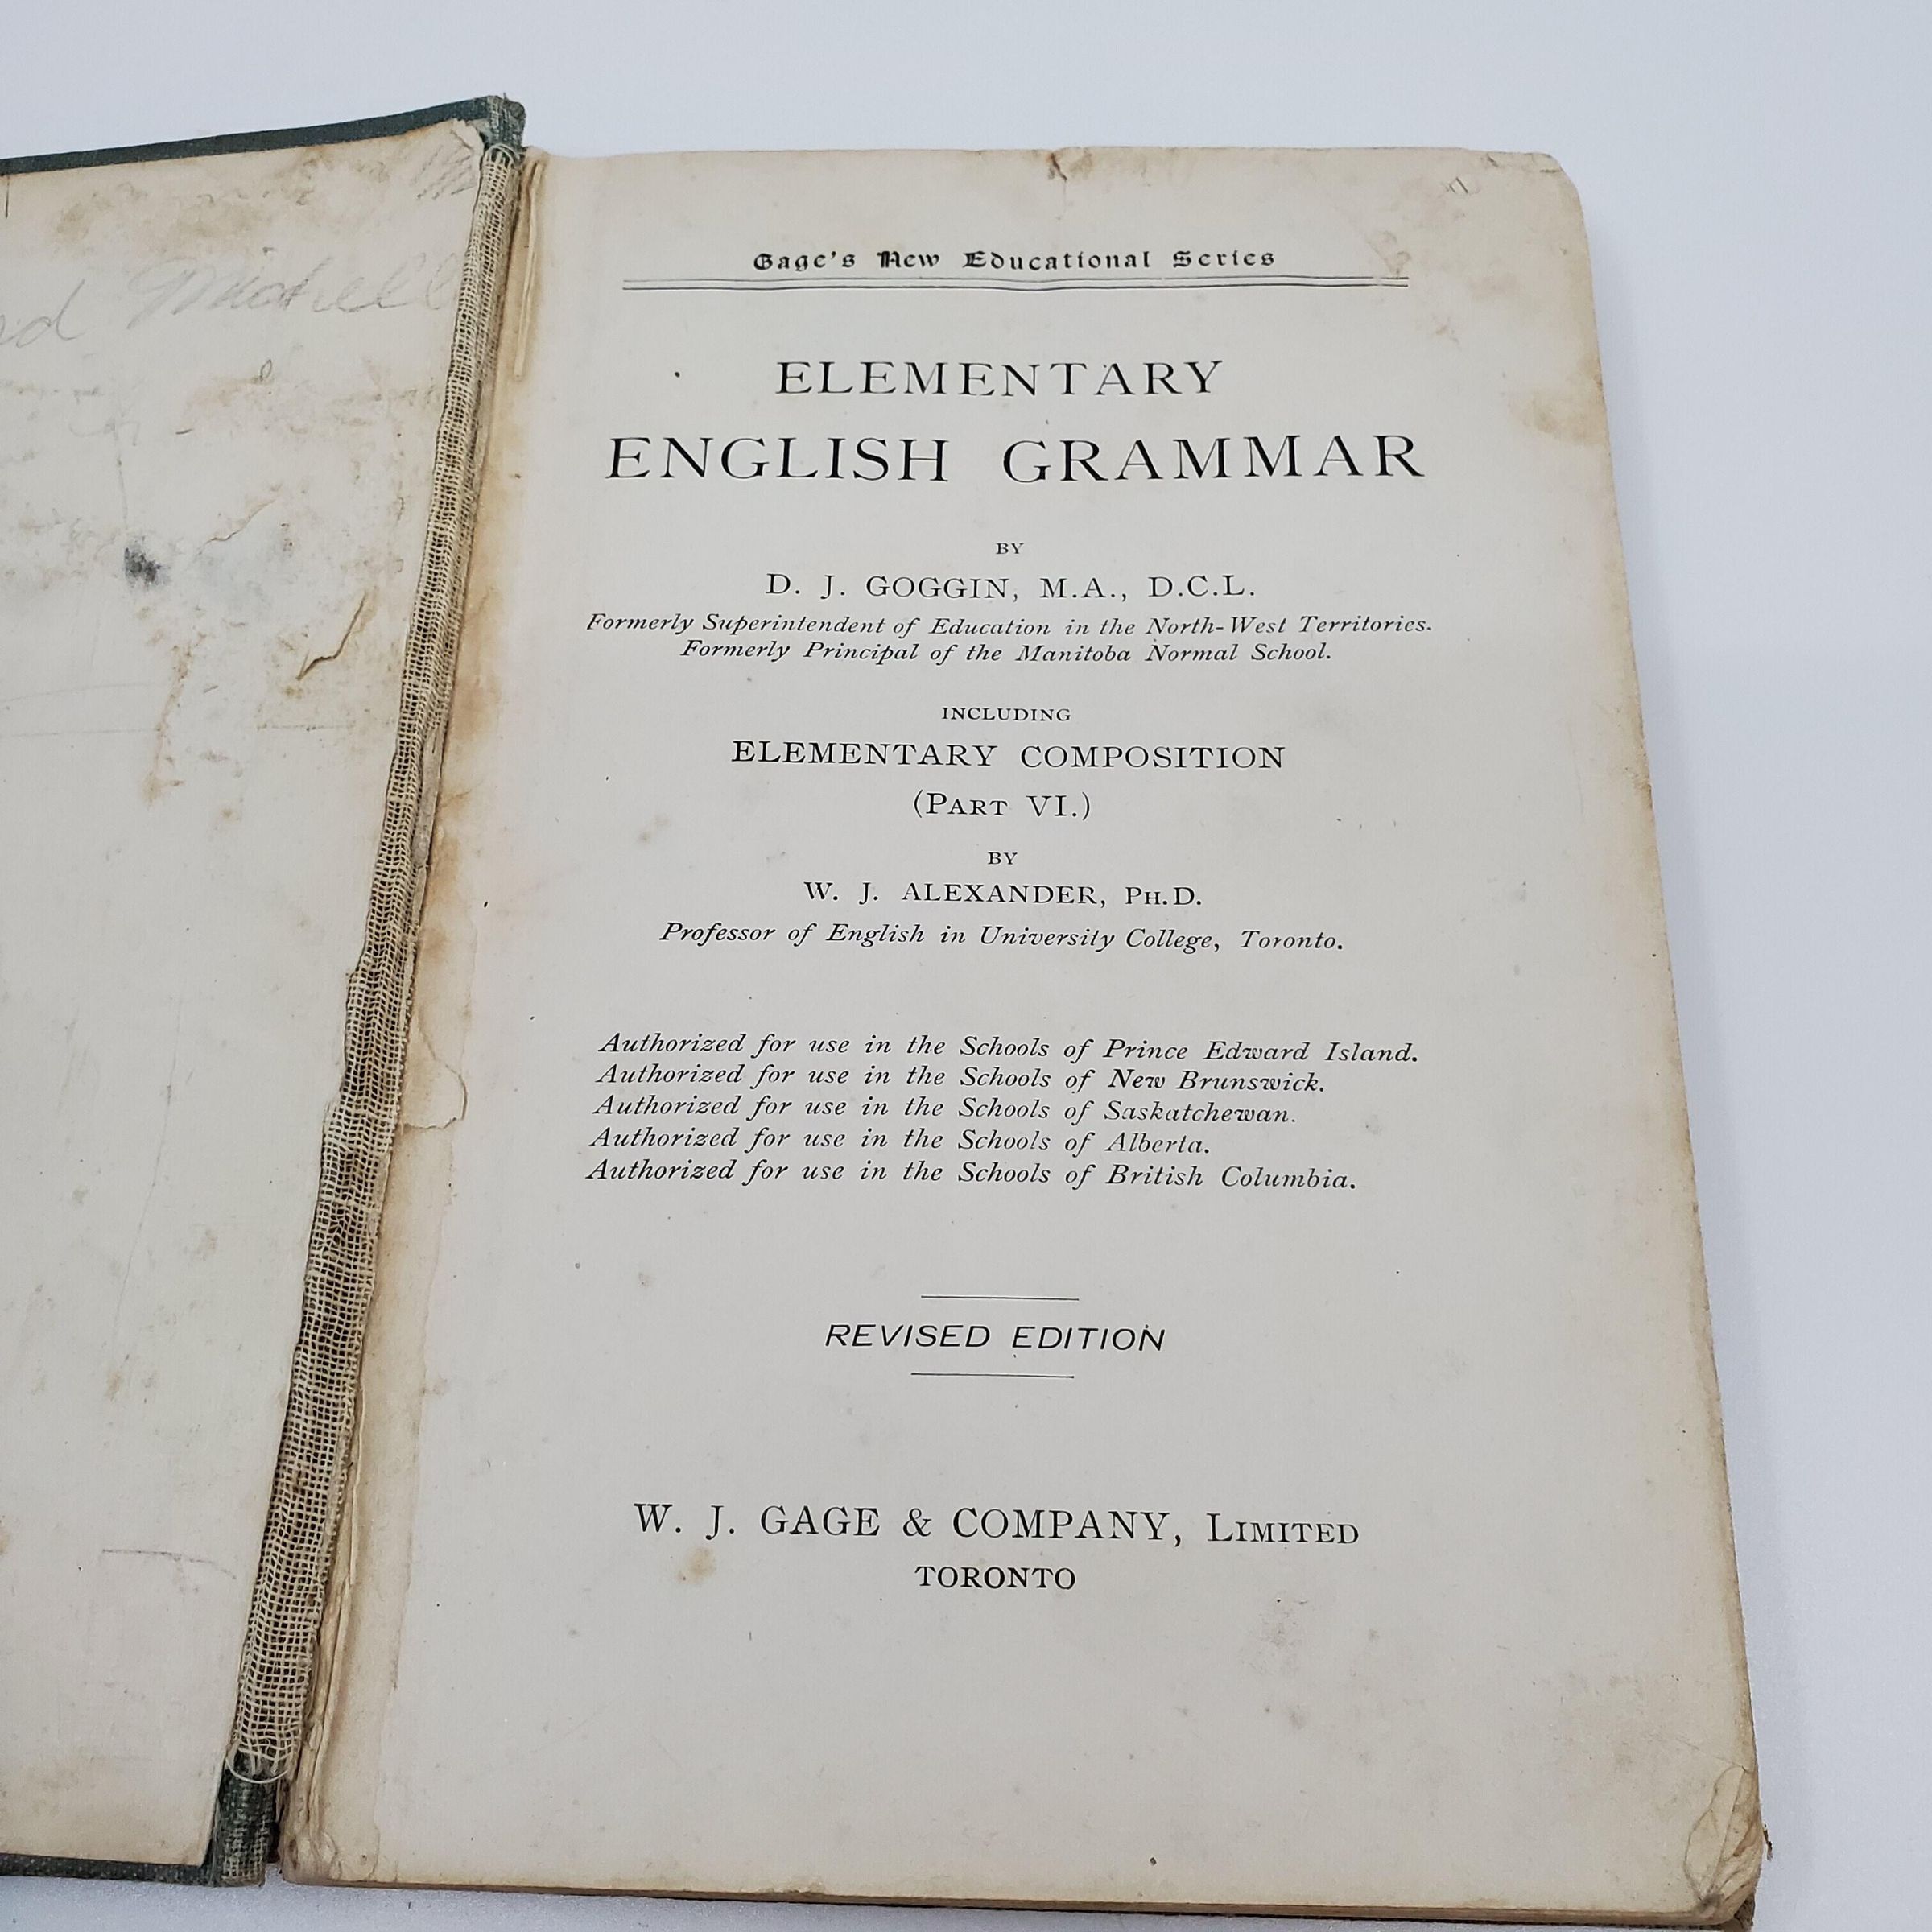 Mitchell
Gage's New Educational Series
ELEMENTARY
ENGLISH GRAMMAR
BY
D. J. GOGGIN, M.A., D.C.L.
Formerly Superintendent of Education in the North-West Territories.
Formerly Principal of the Manitoba Normal School.
INCLUDING
ELEMENTARY COMPOSITION
(PART VI.)
BY
W. J. ALEXANDER, PH.D.
Professor of English in University College, Toronto.
Authorized for use in the Schools of Prince Edward Island.
Authorized for use in the Schools of New Brunswick.
Authorized for use in the Schools of Saskatchewan.
Authorized for use in the Schools of Alberta.
Authorized for use in the Schools of British Columbia.
REVISED EDITION
W. J. GAGE & COMPANY, LIMITED
TORONTO